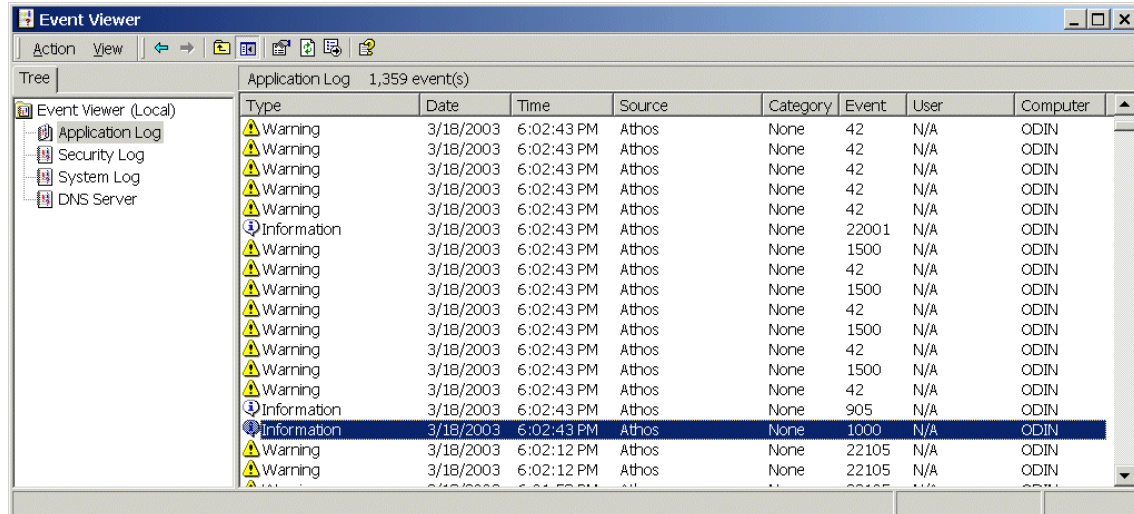 Event Viewer
Action View
Tree
Application Log 1,359 event(s)
Event Viewer (Local)
Application Log
Security Log
System Log
DNS Server
Type Date Time Source Category Event User Computer
Warning 3/18/2003 6:02:43 PM Athos None 42 N/A ODIN
Warning 3/18/2003 6:02:43 PM Athos None 42 N/A ODIN
Warning 3/18/2003 6:02:43 PM Athos None 42 N/A ODIN
Warning 3/18/2003 6:02:43 PM Athos None 42 N/A ODIN
Warning 3/18/2003 6:02:43 PM Athos None 42 N/A ODIN
Information 3/18/2003 6:02:43 PM Athos None 22001 N/A ODIN
Warning 3/18/2003 6:02:43 PM Athos None 1500 N/A ODIN
Warning 3/18/2003 6:02:43 PM Athos None 42 N/A ODIN
Warning 3/18/2003 6:02:43 PM Athos None 1500 N/A ODIN
Warning 3/18/2003 6:02:43 PM Athos None 42 N/A ODIN
Warning 3/18/2003 6:02:43 PM Athos None 1500 N/A ODIN
Warning 3/18/2003 6:02:43 PM Athos None 42 N/A ODIN
Warning 3/18/2003 6:02:43 PM Athos None 1500 N/A ODIN
Warning 3/18/2003 6:02:43 PM Athos None 42 N/A ODIN
Information 3/18/2003 6:02:43 PM Athos None 905 N/A ODIN
Information 3/18/2003 6:02:43 PM Athos None 1000 N/A ODIN
Warning 3/18/2003 6:02:12 PM Athos None 22105 N/A ODIN
Warning 3/18/2003 6:02:12 PM Athos None 22105 N/A ODIN